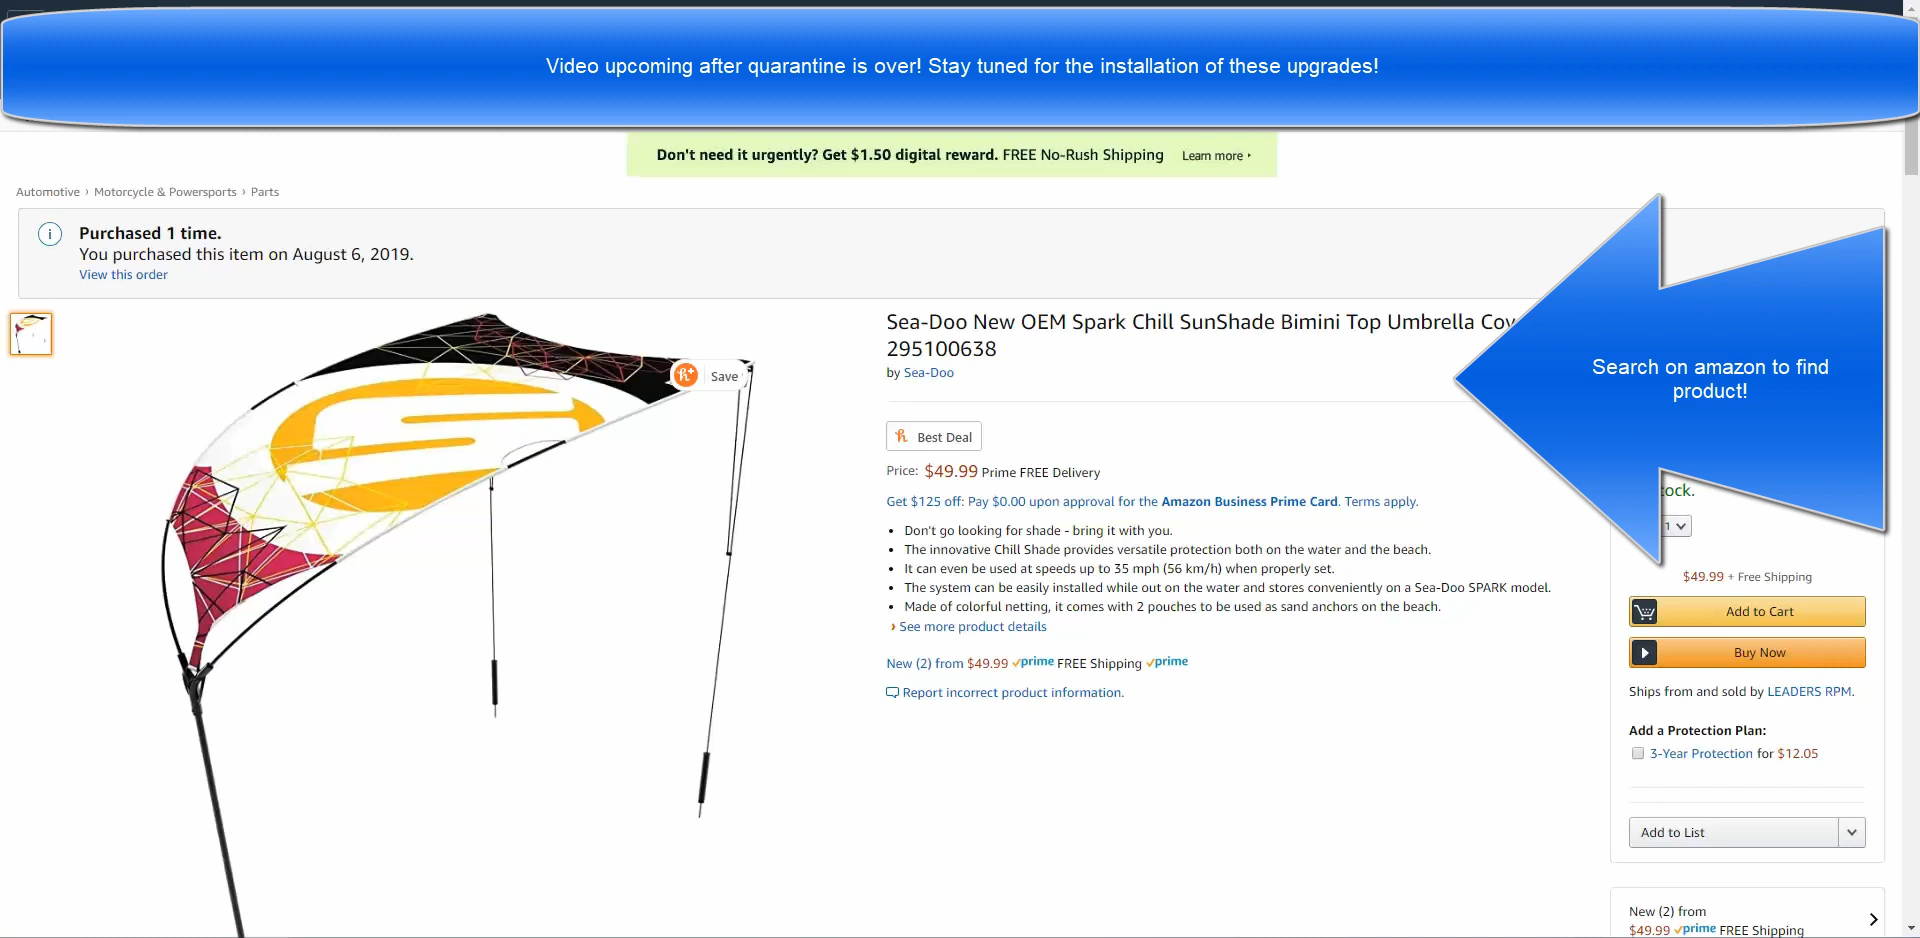 Video upcoming after quarantine is over! Stay tuned for the installation of these upgrades!
Don't need it urgently? Get $1.50 digital reward. FREE No-Rush Shipping Learn more ▸
Automotive › Motorcycle & Powersports › Parts
Purchased 1 time.
You purchased this item on August 6, 2019.
View this order
Save
Sea-Doo New OEM Spark Chill SunShade Bimini Top Umbrella
295100638
by Sea-Doo
Best Deal
Price: $49.99 Prime FREE Delivery
Get $125 off: Pay $0.00 upon approval for the Amazon Business Prime Card. Terms apply.
• Don't go looking for shade - bring it with you.
• The innovative Chill Shade provides versatile protection both on the water and the beach.
• It can even be used at speeds up to 35 mph (56 km/h) when properly set.
• The system can be easily installed while out on the water and stores conveniently on a Sea-Doo SPARK model.
• Made of colorful netting, it comes with 2 pouches to be used as sand anchors on the beach.
› See more product details
New (2) from $49.99 prime FREE Shipping prime
Report incorrect product information.
Search on amazon to find
product!
1
$49.99 + Free Shipping
Add to Cart
Buy Now
Ships from and sold by LEADERS RPM.
Add a Protection Plan:
3-Year Protection for $12.05
Add to List
New (2) from
$49.99 prime FREE Shipping